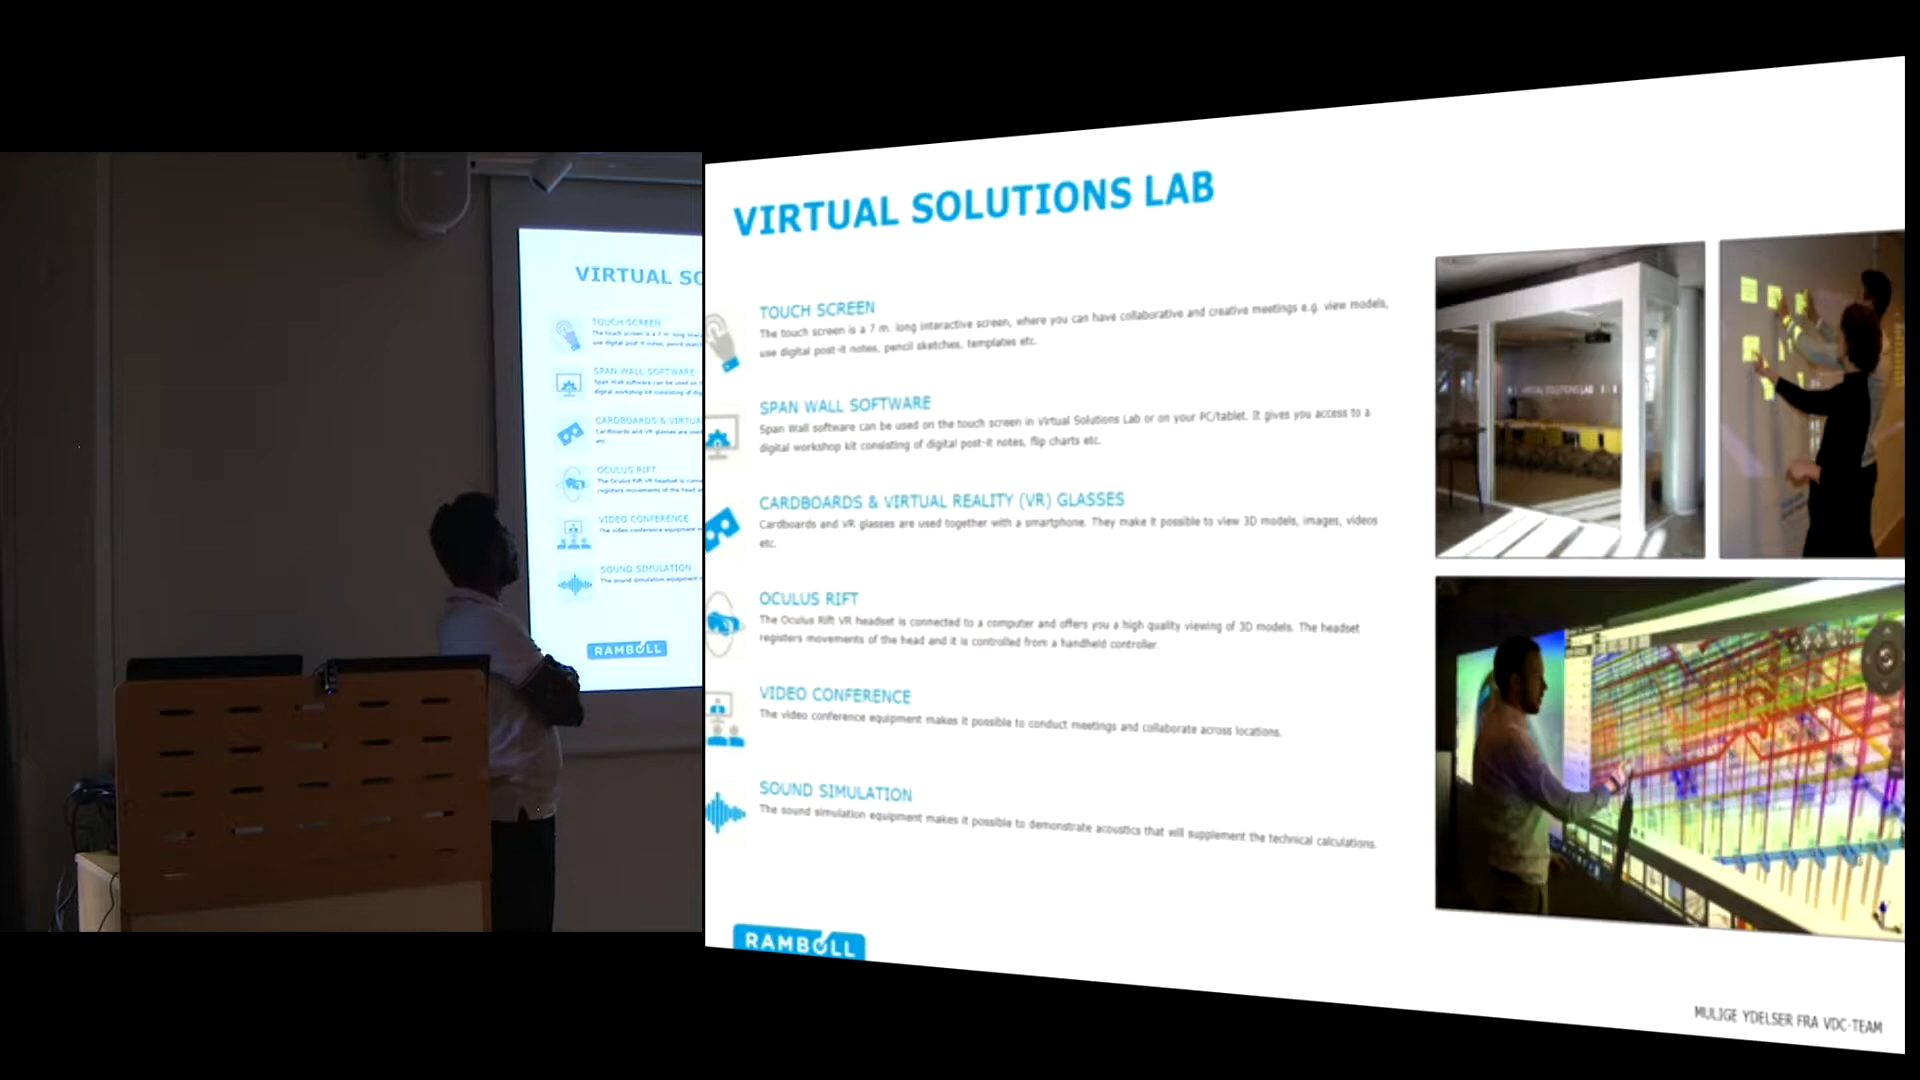 VIRTUAL SO
TOUCH SCREEN
SPAN WALL SOFTWARE
CARDBOARDS & VIRTUA
OCULUS RIFT
VIDEO CONFERENCE
SOUND SIMULATION
RAMBOLL
VIRTUAL SOLUTIONS LAB
TOUCH SCREEN
The touch screen is a 7 m. long interactive screen, where you can have collaborative and creative meetings e.g. view models,
use digital post-it notes, pencil sketches, templates etc.
SPAN WALL SOFTWARE
Span Wall software can be used on the touch screen in Virtual Solutions Lab or on your PC/tablet. It gives you access to a
digital workshop kit consisting of digital post-it notes, flip charts etc.
CARDBOARDS & VIRTUAL REALITY (VR) GLASSES
Cardboards and VR glasses are used together with a smartphone. They make it possible to view 3D models, images, videos
etc.
OCULUS RIFT
The Oculus Rift VR headset is connected to a computer and offers you a high quality viewing of 3D models. The headset
registers movements of the head and it is controlled from a handheld controller.
VIDEO CONFERENCE
The video conference equipment makes it possible to conduct meetings and collaborate across locations.
SOUND SIMULATION
The sound simulation equipment makes it possible to demonstrate acoustics that will supplement the technical calculations.
VIRTUAL SOLUTIONS LAB
RAMBOLL
MULIGE YDELSER FRA VDC-TEAM